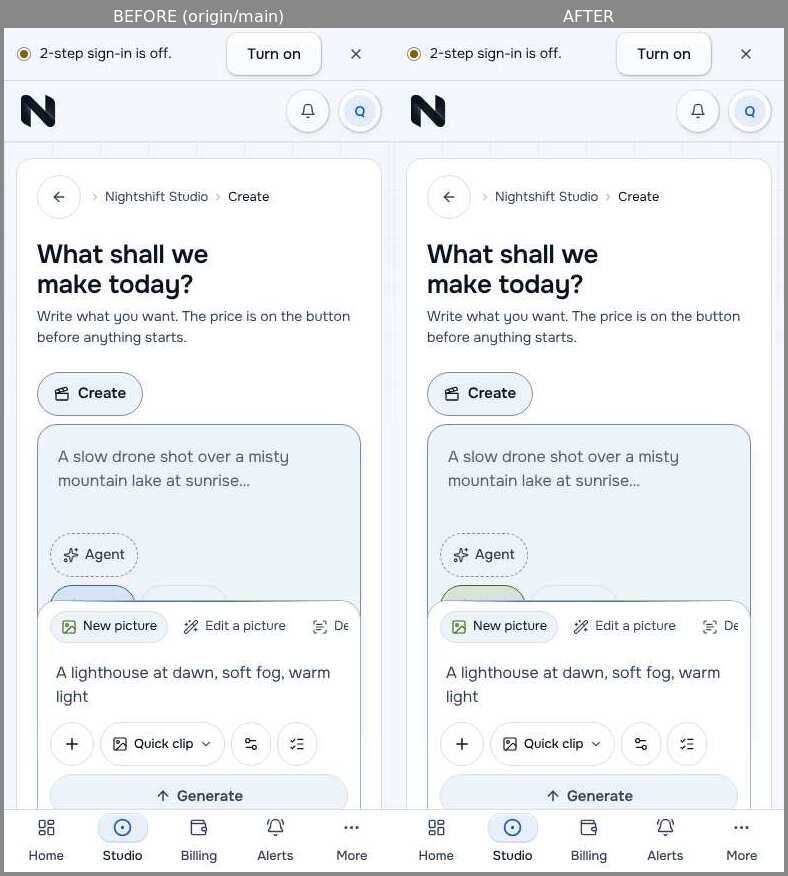 BEFORE (origin/main)
2-step sign-in is off.
Turn on
Q
Nightshift Studio
Create
What shall we
make today?
Write what you want. The price is on the button
before anything starts.
Create
A slow drone shot over a misty
mountain lake at sunrise...
Agent
New picture
Edit a picture
De
A lighthouse at dawn, soft fog, warm
light
Quick clip
Generate
Home
Studio
Billing
Alerts
More
AFTER
2-step sign-in is off.
Turn on
Q
Nightshift Studio
Create
What shall we
make today?
Write what you want. The price is on the button
before anything starts.
Create
A slow drone shot over a misty
mountain lake at sunrise...
Agent
New picture
Edit a picture
De
A lighthouse at dawn, soft fog, warm
light
Quick clip
Generate
Home
Studio
Billing
Alerts
More